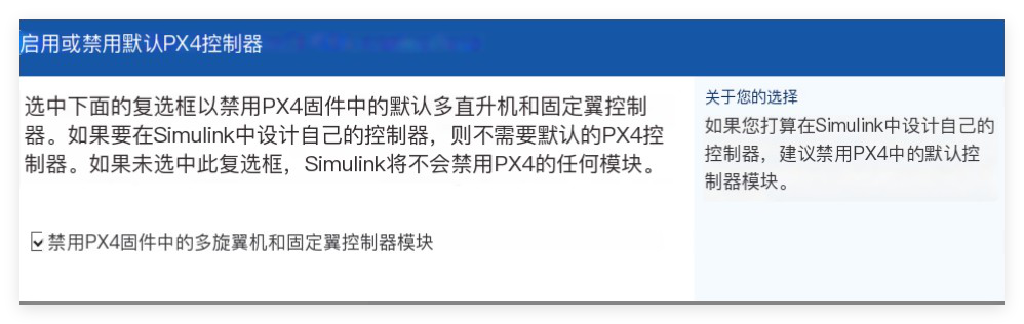 启用或禁用默认PX4控制器
选中下面的复选框以禁用PX4固件中的默认多直升机和固定翼控制
器。如果要在Simulink中设计自己的控制器，则不需要默认的PX4控
制器。如果未选中此复选框，Simulink将不会禁用PX4的任何模块。
禁用PX4固件中的多旋翼机和固定翼控制器模块
关于您的选择
如果您打算在Simulink中设计自己的
控制器，建议禁用PX4中的默认控
制器模块。